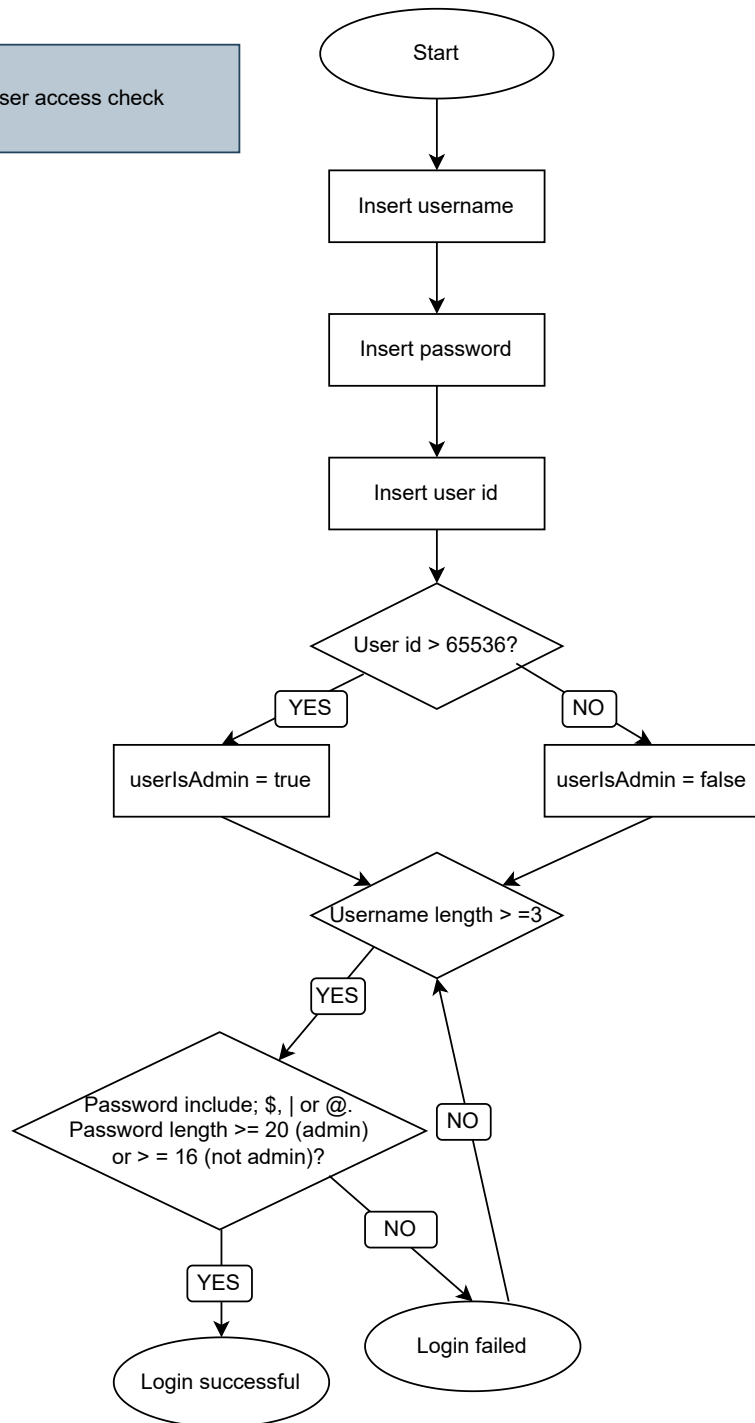 Start
ser access check
Insert username
Insert password
Insert user id
User id > 65536?
YES
NO
userIsAdmin = true
userIsAdmin = false
Username length > =3
YES
Password include; $, | or @.
Password length >= 20 (admin)
or > = 16 (not admin)?
NO
NO
YES
Login failed
Login successful